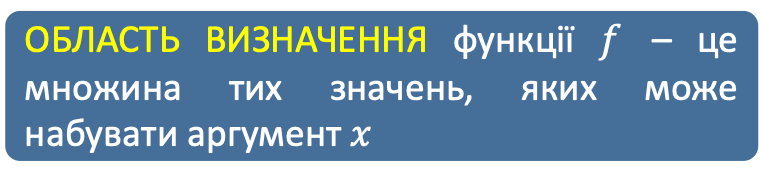 ОБЛАСТЬ ВИЗНАЧЕННЯ функції 𝑓 – це
множина тих значень, яких може
набувати аргумент 𝑥